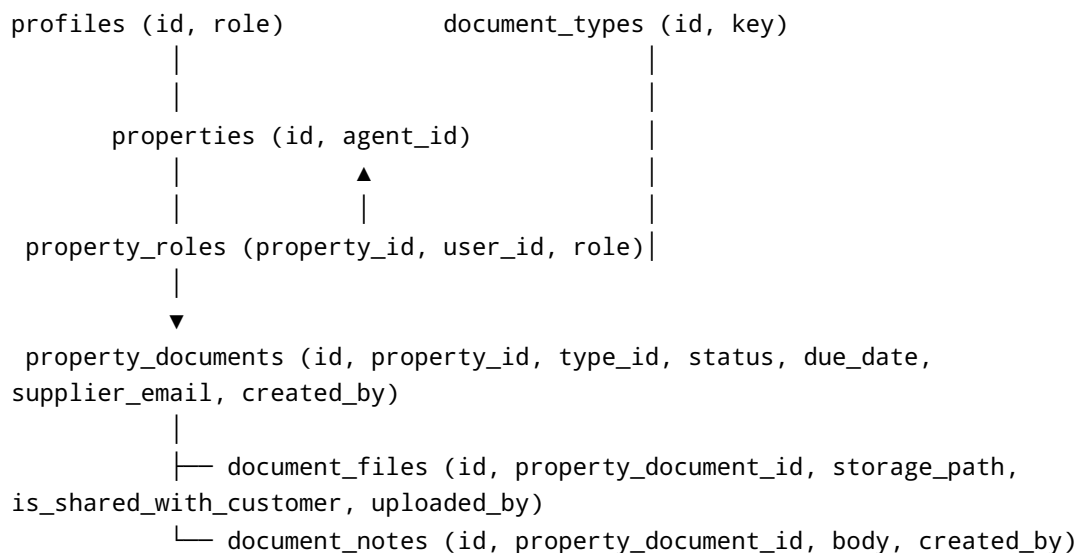 profiles (id, role) document_types (id, key)
properties (id, agent_id)
property_roles (property_id, user_id, role)
property_documents (id, property_id, type_id, status, due_date,
supplier_email, created_by)
document_files (id, property_document_id, storage_path,
is_shared_with_customer, uploaded_by)
document_notes (id, property_document_id, body, created_by)